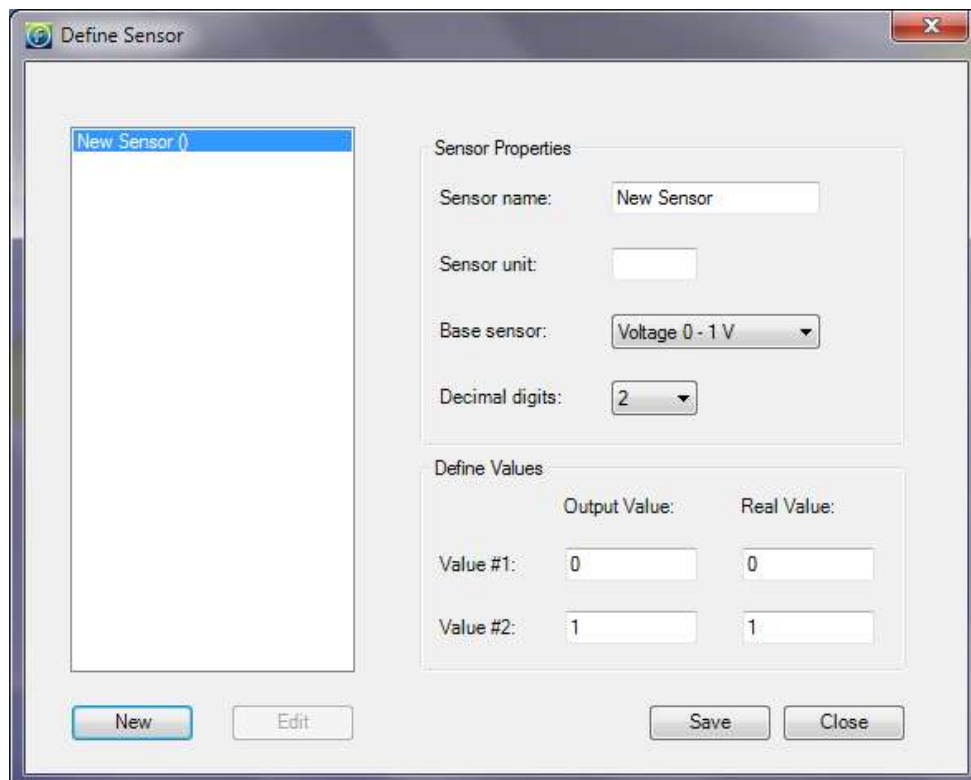 Define Sensor
New Sensor ()
Sensor Properties
Sensor name: New Sensor
Sensor unit:
Base sensor: Voltage 0 - 1 V
Decimal digits: 2
Define Values
Output Value: Real Value:
Value #1: 0 0
Value #2: 1 1
New Edit Save Close